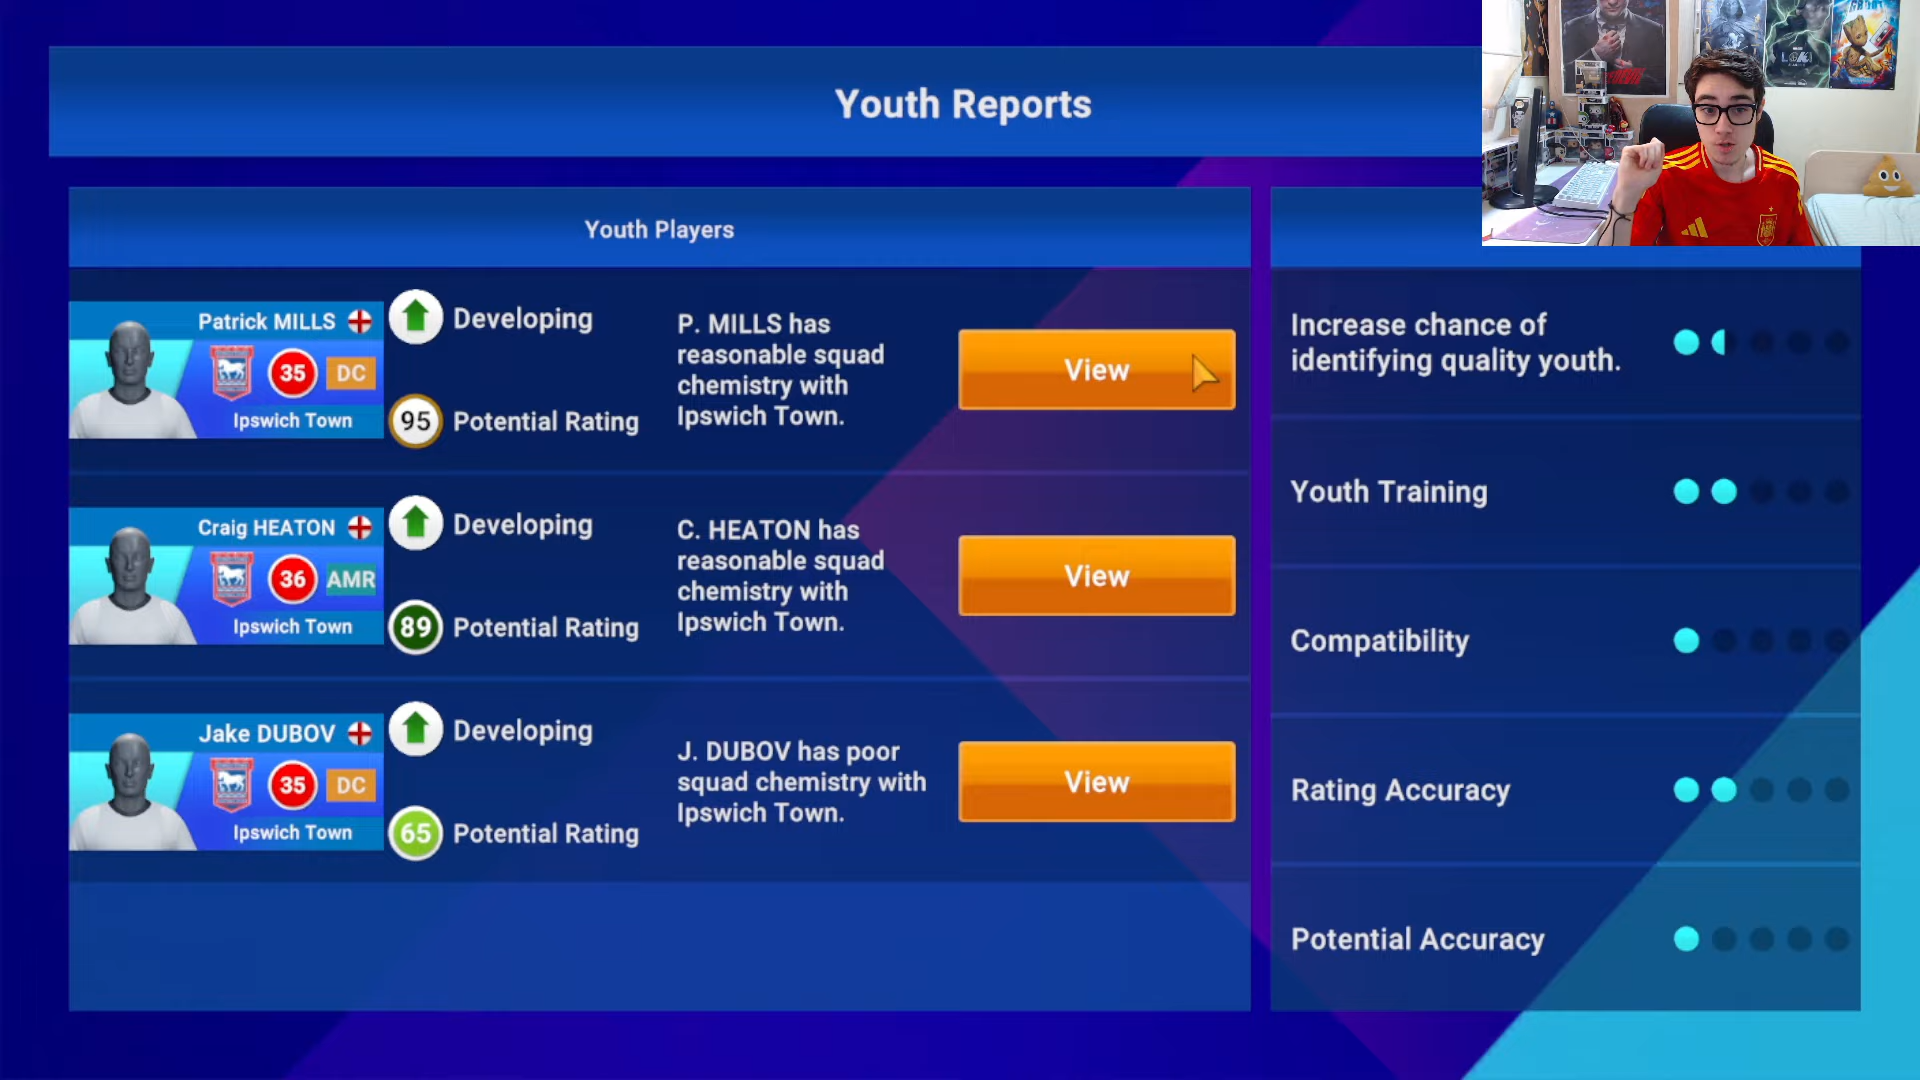 Youth Reports
Youth Players
Patrick MILLS
35 DC
Ipswich Town
Developing
95 Potential Rating
P. MILLS has
reasonable squad
chemistry with
Ipswich Town.
View
Craig HEATON
36 AMR
Ipswich Town
Developing
89 Potential Rating
C. HEATON has
reasonable squad
chemistry with
Ipswich Town.
View
Jake DUBOV
35 DC
Ipswich Town
Developing
65 Potential Rating
J. DUBOV has poor
squad chemistry with
Ipswich Town.
View
Increase chance of
identifying quality youth.
Youth Training
Compatibility
Rating Accuracy
Potential Accuracy
LOKI